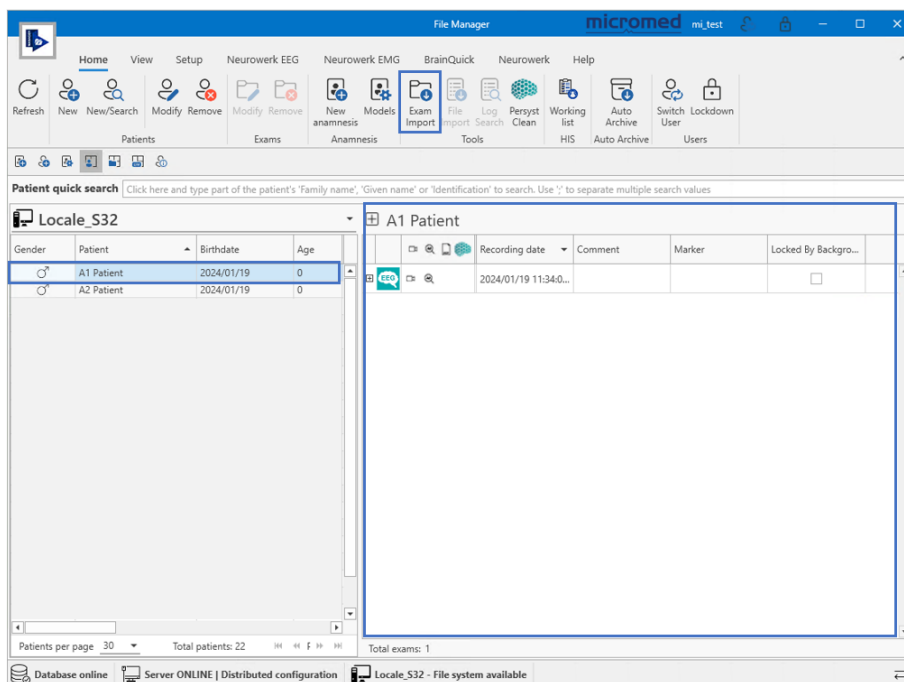 File Manager
micromed mi_test
Home View Setup Neurowerk EEG Neurowerk EMG BrainQuick Neurowerk Help
Refresh New New/Search Modify Remove Modify Remove New anamnesis Models Exam Import File Import Log Search Persyst Clean Working list Auto Archive Switch User Lockdown
Patients Exams Anamnesis Tools HIS Auto Archive Users
Patient quick search Click here and type part of the patient's 'Family name', 'Given name' or 'Identification' to search. Use ';' to separate multiple search values
Locale_S32 A1 Patient
Gender Patient Birthdate Age Recording date Comment Marker Locked By Backgro...
A1 Patient 2024/01/19 0
EEG 2024/01/19 11:34:0...
A2 Patient 2024/01/19 0
Patients per page 30 Total patients: 22 Total exams: 1
Database online Server ONLINE | Distributed configuration Locale_S32 - File system available